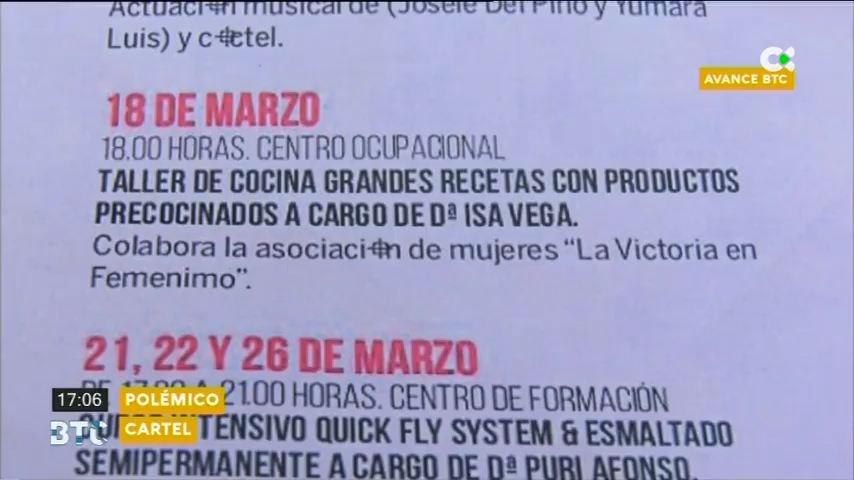 Actuación musical de (Josele Del Pino y Yumara
Luis) y cóctel.
AVANCE BTC
18 DE MARZO
18.00 HORAS. CENTRO OCUPACIONAL
TALLER DE COCINA GRANDES RECETAS CON PRODUCTOS
PRECOCINADOS A CARGO DE Dª ISA VEGA.
Colabora la asociación de mujeres “La Victoria en
Femenimo”.
21, 22 Y 26 DE MARZO
21.00 HORAS. CENTRO DE FORMACIÓN
INTENSIVO QUICK FLY SYSTEM & ESMALTADO
SEMIPERMANENTE A CARGO DE Dª PURI AFONSO.
17:06
POLÉMICO
BTC
CARTEL